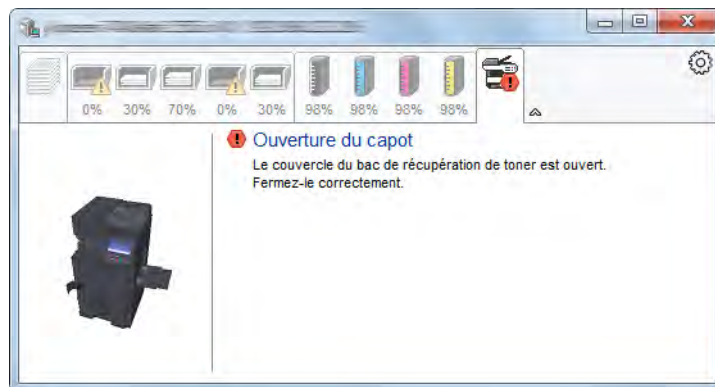 0% 30% 70% 0% 30% 98% 98% 98% 98%
Ouverture du capot
Le couvercle du bac de récupération de toner est ouvert.
Fermez-le correctement.